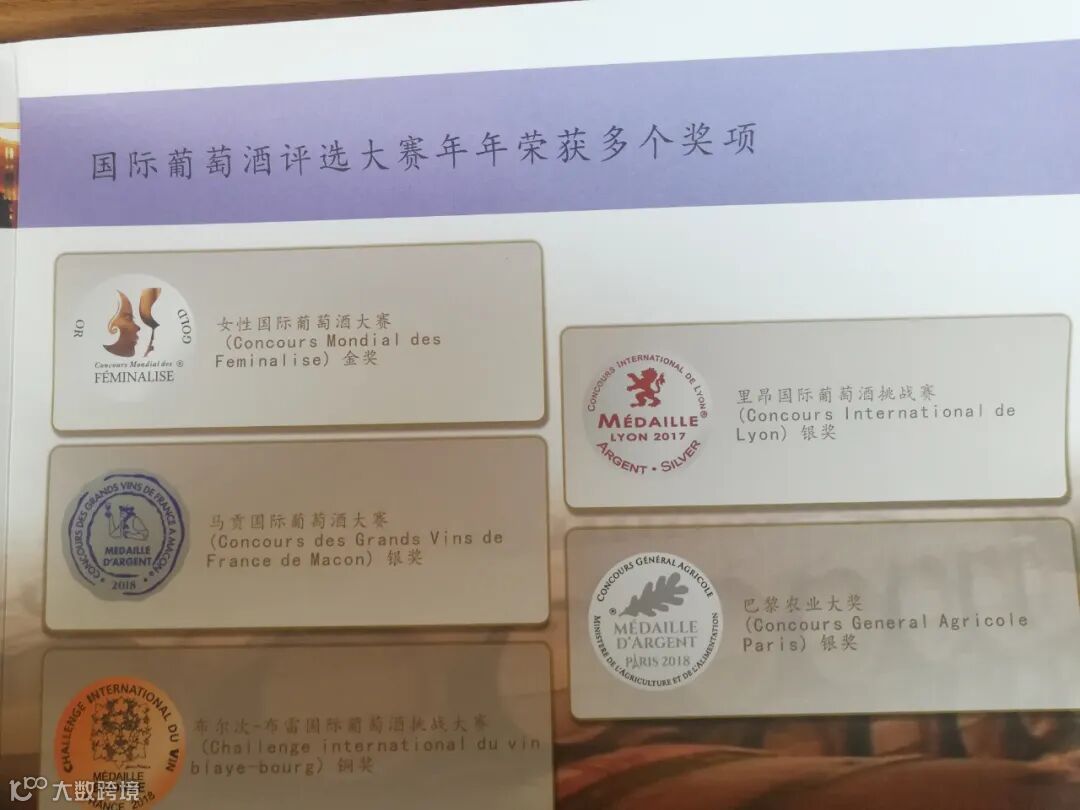 国际葡萄酒评选大赛年年荣获多个奖项
OR
GOLD
Concours Mondial des ®
FÉMINALISE
女性国际葡萄酒大赛
(Concours Mondial des
Feminalise) 金奖
CONCOURS INTERNATIONAL DE LYON®
MÉDAILLE
LYON 2017
ARGENT • SILVER
里昂国际葡萄酒挑战赛
(Concours International de
Lyon) 银奖
CONCOURS DES GRANDS VINS DE FRANCE A MACON
MEDAILLE
D'ARGENT
2018
马贡国际葡萄酒大赛
(Concours des Grands Vins de
France de Macon) 银奖
CONCOURS GÉNÉRAL AGRICOLE
®
MÉDAILLE
D'ARGENT
PARIS 2018
MINISTÈRE DE L'AGRICULTURE ET DE L'ALIMENTATION
巴黎农业大奖
(Concours General Agricole
Paris) 银奖
CHALLENGE INTERNATIONAL DU VIN
MÉDAILLE
FRANCE 2018
布尔次-布雷国际葡萄酒挑战大赛
(Challenge international du vin
blaye-bourg) 铜奖
大数跨境